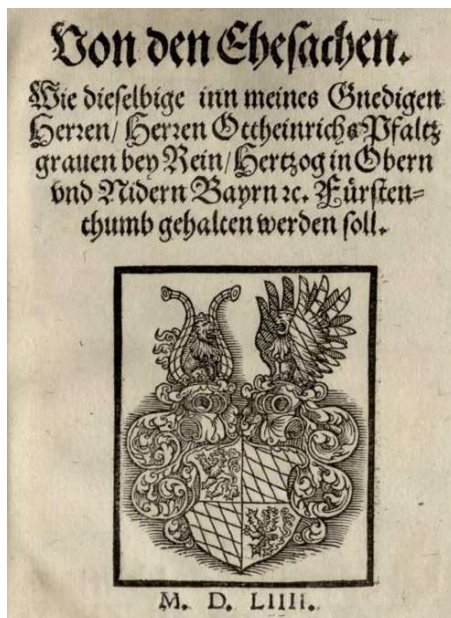 Von den Ehesachen.
Wie dieselbige inn meines Gnedigen
Herren/ Herren Ottheinrichs Pfaltz
grauen bey Rein/ Hertzog in Obern
vnd Nidern Bayrn ꝛc. Fürsten=
thumb gehalten werden soll.
M. D. LIIII.